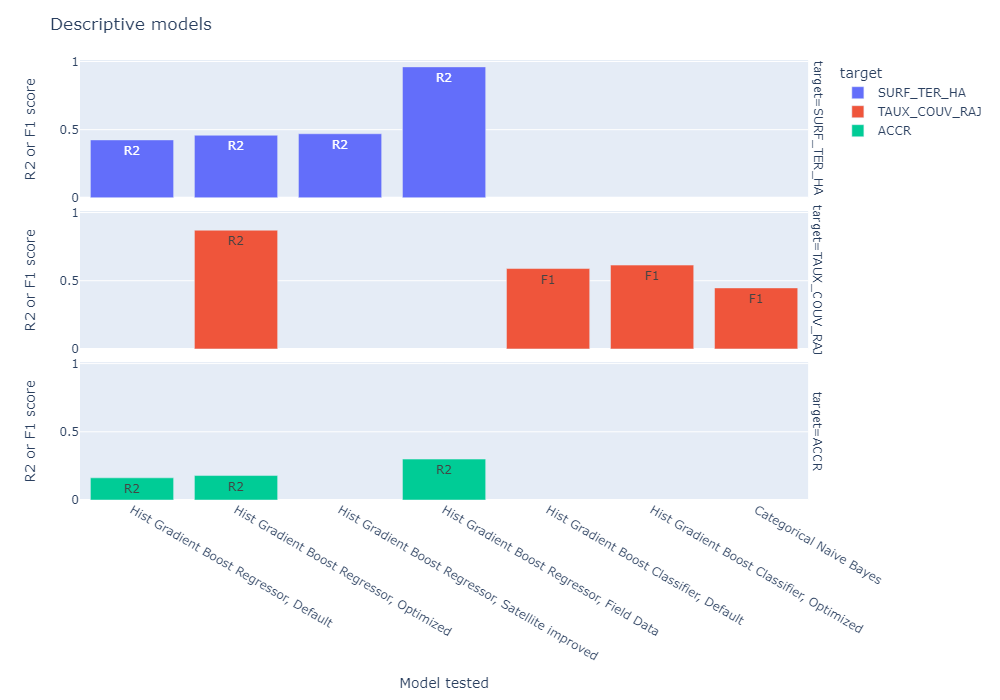 Descriptive models
R2 or F1 score
1
0.5
0
R2
R2
R2
R2
target=SURF_TER_HA
target
SURF_TER_HA
TAUX_COUV_RAJ
ACCR
R2 or F1 score
1
0.5
0
R2
F1
F1
F1
target=TAUX_COUV_RAJ
R2 or F1 score
1
0.5
0
R2
R2
R2
target=ACCR
Hist Gradient Boost Regressor, Default
Hist Gradient Boost Regressor, Optimized
Hist Gradient Boost Regressor, Satellite improved
Hist Gradient Boost Regressor, Field Data
Hist Gradient Boost Classifier, Default
Hist Gradient Boost Classifier, Optimized
Categorical Naive Bayes
Model tested